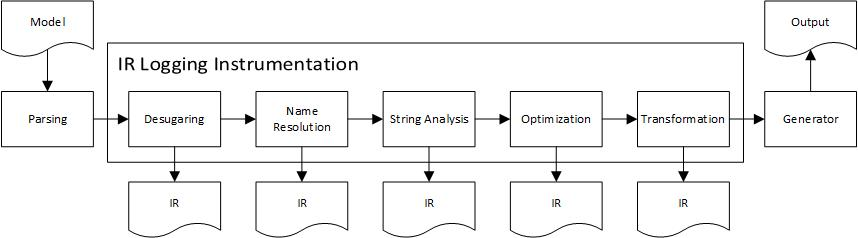 Model
Output
IR Logging Instrumentation
Parsing
Desugaring
Name
Resolution
String Analysis
Optimization
Transformation
Generator
IR
IR
IR
IR
IR